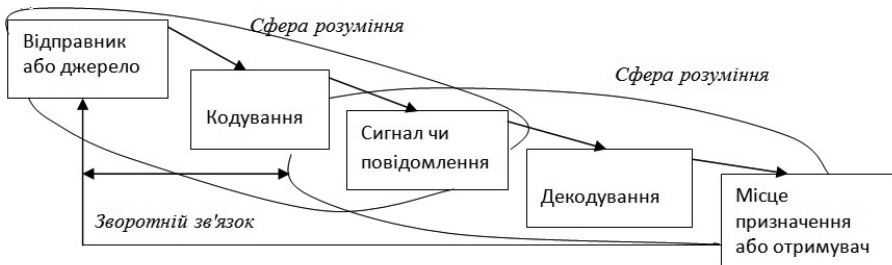 Сфера розуміння
Відправник
або джерело
Сфера розуміння
Кодування
Сигнал чи
повідомлення
Декодування
Місце
призначення
або отримувач
Зворотній зв'язок